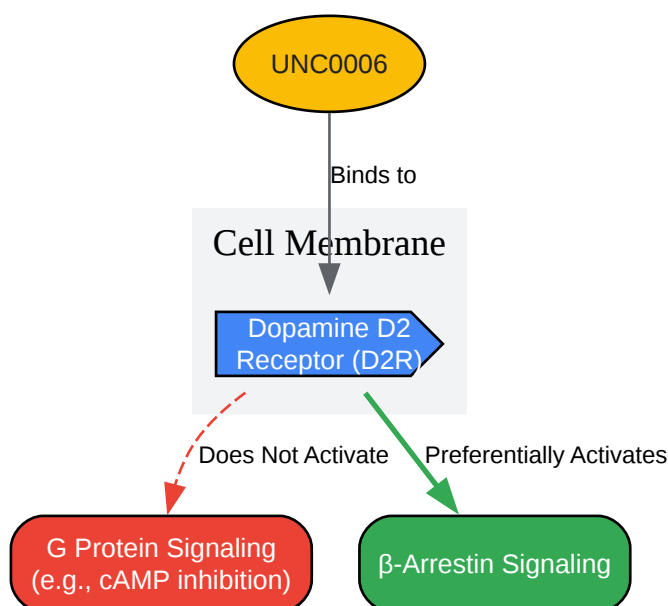 UNC0006
Binds to
Cell Membrane
Dopamine D2
Receptor (D2R)
Does Not Activate
Preferentially Activates
G Protein Signaling
(e.g., cAMP inhibition)
β-Arrestin Signaling